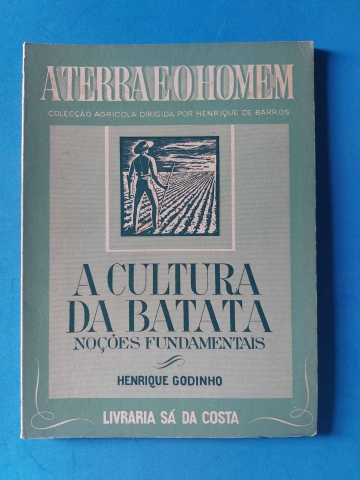 A TERRA E O HOMEM
COLECÇÃO AGRÍCOLA DIRIGIDA POR HENRIQUE DE BARROS
A CULTURA
DA BATATA
NOÇÕES FUNDAMENTAIS
HENRIQUE GODINHO
LIVRARIA SÁ DA COSTA